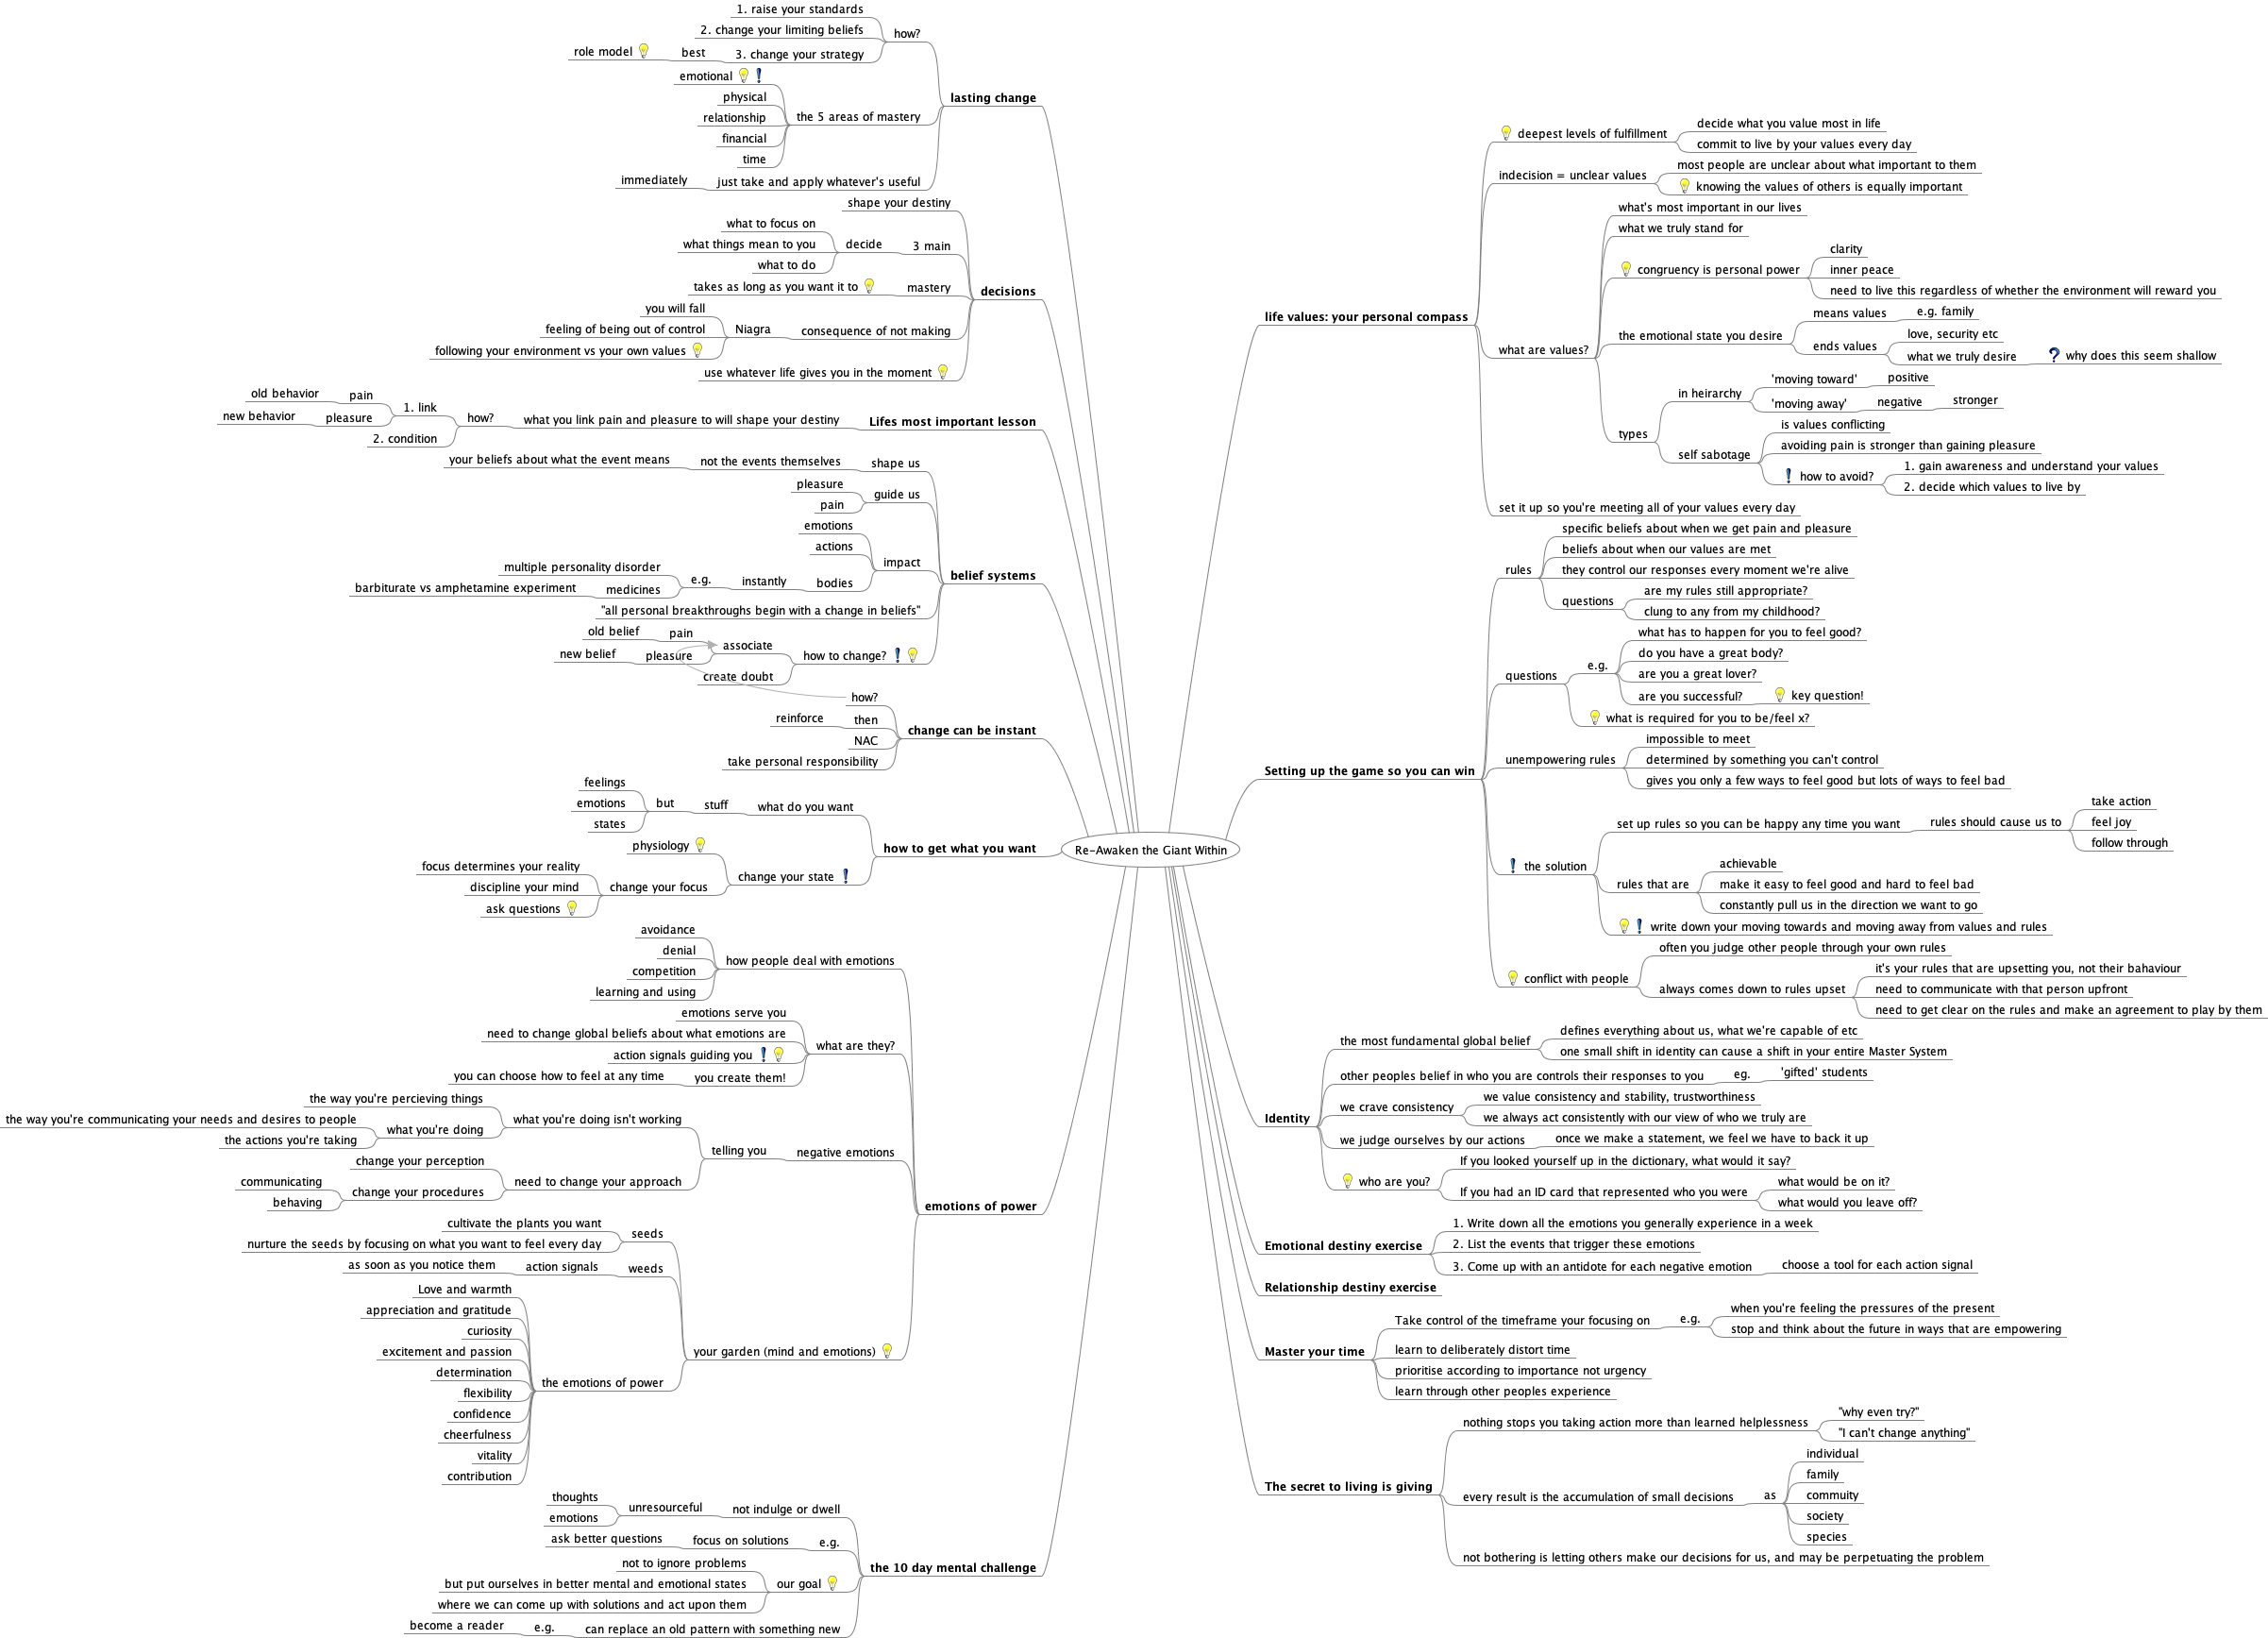 Re-Awaken the Giant Within
lasting change
how?
1. raise your standards
2. change your limiting beliefs
3. change your strategy
best
role model
the 5 areas of mastery
emotional
physical
relationship
financial
time
just take and apply whatever's useful
immediately
decisions
shape your destiny
3 main
decide
what to focus on
what things mean to you
what to do
mastery
takes as long as you want it to
consequence of not making
Niagra
you will fall
feeling of being out of control
following your environment vs your own values
use whatever life gives you in the moment
Lifes most important lesson
what you link pain and pleasure to will shape your destiny
how?
1. link
pain
old behavior
pleasure
new behavior
2. condition
belief systems
shape us
not the events themselves
your beliefs about what the event means
guide us
pleasure
pain
impact
emotions
actions
bodies
instantly
e.g.
multiple personality disorder
medicines
barbiturate vs amphetamine experiment
"all personal breakthroughs begin with a change in beliefs"
how to change?
associate
pain
old belief
pleasure
new belief
create doubt
change can be instant
how?
then
reinforce
NAC
take personal responsibility
how to get what you want
what do you want
stuff
but
feelings
emotions
states
change your state
physiology
change your focus
focus determines your reality
discipline your mind
ask questions
emotions of power
how people deal with emotions
avoidance
denial
competition
learning and using
what are they?
emotions serve you
need to change global beliefs about what emotions are
action signals guiding you
you create them!
you can choose how to feel at any time
negative emotions
telling you
what you're doing isn't working
the way you're percieving things
what you're doing
the way you're communicating your needs and desires to people
the actions you're taking
need to change your approach
change your perception
change your procedures
communicating
behaving
your garden (mind and emotions)
seeds
cultivate the plants you want
nurture the seeds by focusing on what you want to feel every day
weeds
action signals
as soon as you notice them
the emotions of power
Love and warmth
appreciation and gratitude
curiosity
excitement and passion
determination
flexibility
confidence
cheerfulness
vitality
contribution
the 10 day mental challenge
not indulge or dwell
unresourceful
thoughts
emotions
e.g.
focus on solutions
ask better questions
our goal
not to ignore problems
but put ourselves in better mental and emotional states
where we can come up with solutions and act upon them
can replace an old pattern with something new
e.g.
become a reader
life values: your personal compass
deepest levels of fulfillment
decide what you value most in life
commit to live by your values every day
indecision = unclear values
most people are unclear about what important to them
knowing the values of others is equally important
what are values?
what's most important in our lives
what we truly stand for
congruency is personal power
clarity
inner peace
need to live this regardless of whether the environment will reward you
the emotional state you desire
means values
e.g. family
ends values
love, security etc
what we truly desire
why does this seem shallow
types
in heirarchy
'moving toward'
positive
'moving away'
negative
stronger
self sabotage
is values conflicting
avoiding pain is stronger than gaining pleasure
how to avoid?
1. gain awareness and understand your values
2. decide which values to live by
set it up so you're meeting all of your values every day
Setting up the game so you can win
rules
specific beliefs about when we get pain and pleasure
beliefs about when our values are met
they control our responses every moment we're alive
questions
are my rules still appropriate?
clung to any from my childhood?
questions
e.g.
what has to happen for you to feel good?
do you have a great body?
are you a great lover?
are you successful?
key question!
what is required for you to be/feel x?
unempowering rules
impossible to meet
determined by something you can't control
gives you only a few ways to feel good but lots of ways to feel bad
the solution
set up rules so you can be happy any time you want
rules should cause us to
take action
feel joy
follow through
rules that are
achievable
make it easy to feel good and hard to feel bad
constantly pull us in the direction we want to go
write down your moving towards and moving away from values and rules
conflict with people
often you judge other people through your own rules
always comes down to rules upset
it's your rules that are upsetting you, not their bahaviour
need to communicate with that person upfront
need to get clear on the rules and make an agreement to play by them
Identity
the most fundamental global belief
defines everything about us, what we're capable of etc
one small shift in identity can cause a shift in your entire Master System
other peoples belief in who you are controls their responses to you
eg.
'gifted' students
we crave consistency
we value consistency and stability, trustworthiness
we always act consistently with our view of who we truly are
we judge ourselves by our actions
once we make a statement, we feel we have to back it up
who are you?
If you looked yourself up in the dictionary, what would it say?
If you had an ID card that represented who you were
what would be on it?
what would you leave off?
Emotional destiny exercise
1. Write down all the emotions you generally experience in a week
2. List the events that trigger these emotions
3. Come up with an antidote for each negative emotion
choose a tool for each action signal
Relationship destiny exercise
Master your time
Take control of the timeframe your focusing on
e.g.
when you're feeling the pressures of the present
stop and think about the future in ways that are empowering
learn to deliberately distort time
prioritise according to importance not urgency
learn through other peoples experience
The secret to living is giving
nothing stops you taking action more than learned helplessness
"why even try?"
"I can't change anything"
every result is the accumulation of small decisions
as
individual
family
commuity
society
species
not bothering is letting others make our decisions for us, and may be perpetuating the problem